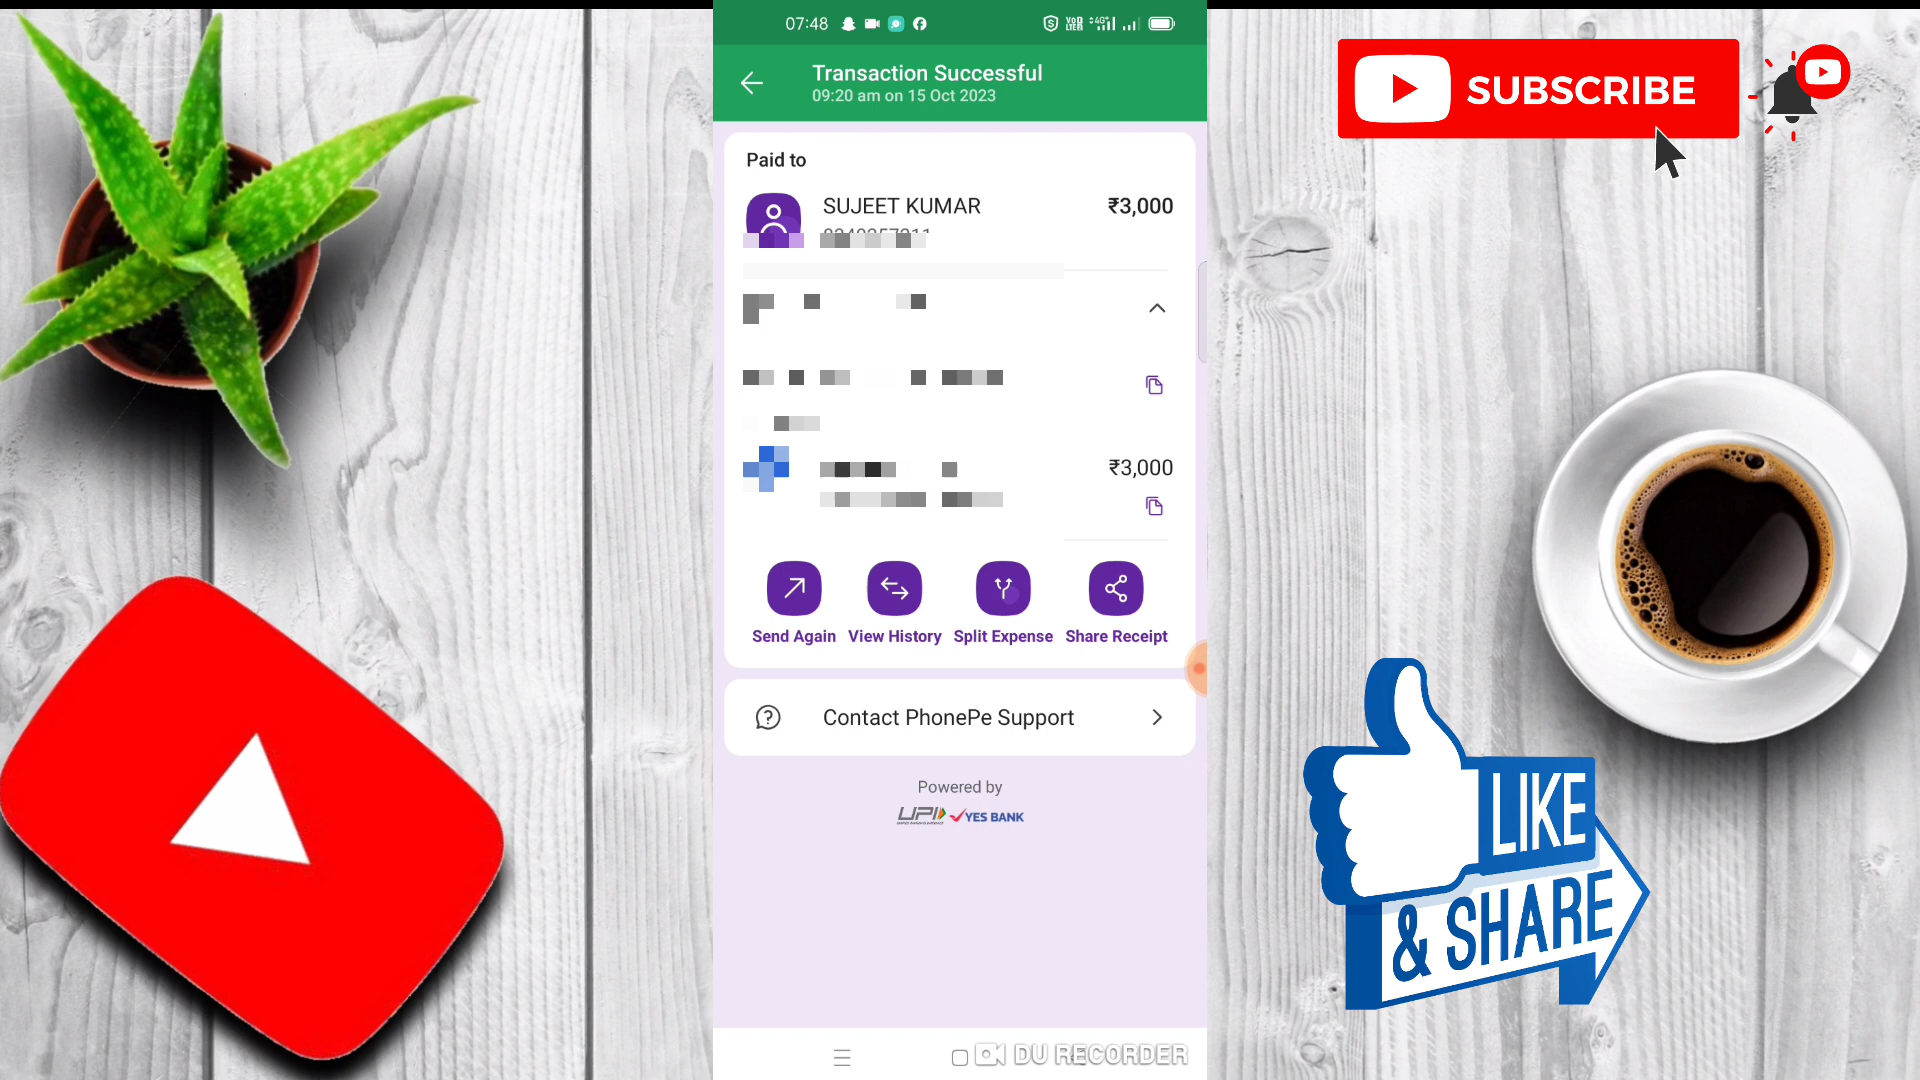 07:48
Transaction Successful
09:20 am on 15 Oct 2023
Paid to
SUJEET KUMAR
₹3,000
₹3,000
Send Again
View History
Split Expense
Share Receipt
Contact PhonePe Support
Powered by
UPI YES BANK
DU RECORDER
SUBSCRIBE
LIKE
& SHARE